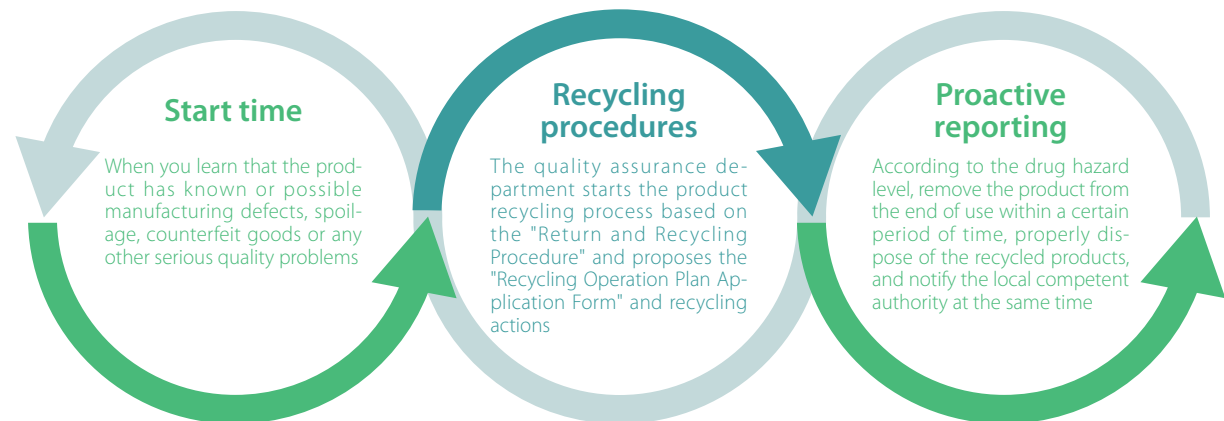 Start time
When you learn that the prod-
uct has known or possible
manufacturing defects, spoil-
age, counterfeit goods or any
other serious quality problems
Recycling
procedures
The quality assurance de-
partment starts the product
recycling process based on
the "Return and Recycling
Procedure" and proposes the
"Recycling Operation Plan Ap-
plication Form" and recycling
actions
Proactive
reporting
According to the drug hazard
level, remove the product from
the end of use within a certain
period of time, properly dis-
pose of the recycled products,
and notify the local competent
authority at the same time